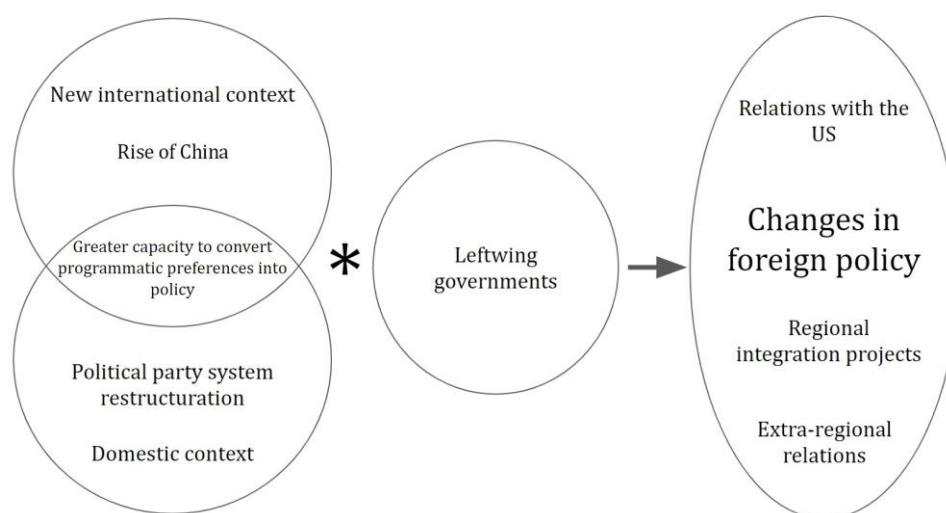 New international context
Rise of China
Greater capacity to convert
programmatic preferences into
policy
Political party system
restructuration
Domestic context
*
Leftwing
governments
Relations with the
US
Changes in
foreign policy
Regional
integration projects
Extra-regional
relations